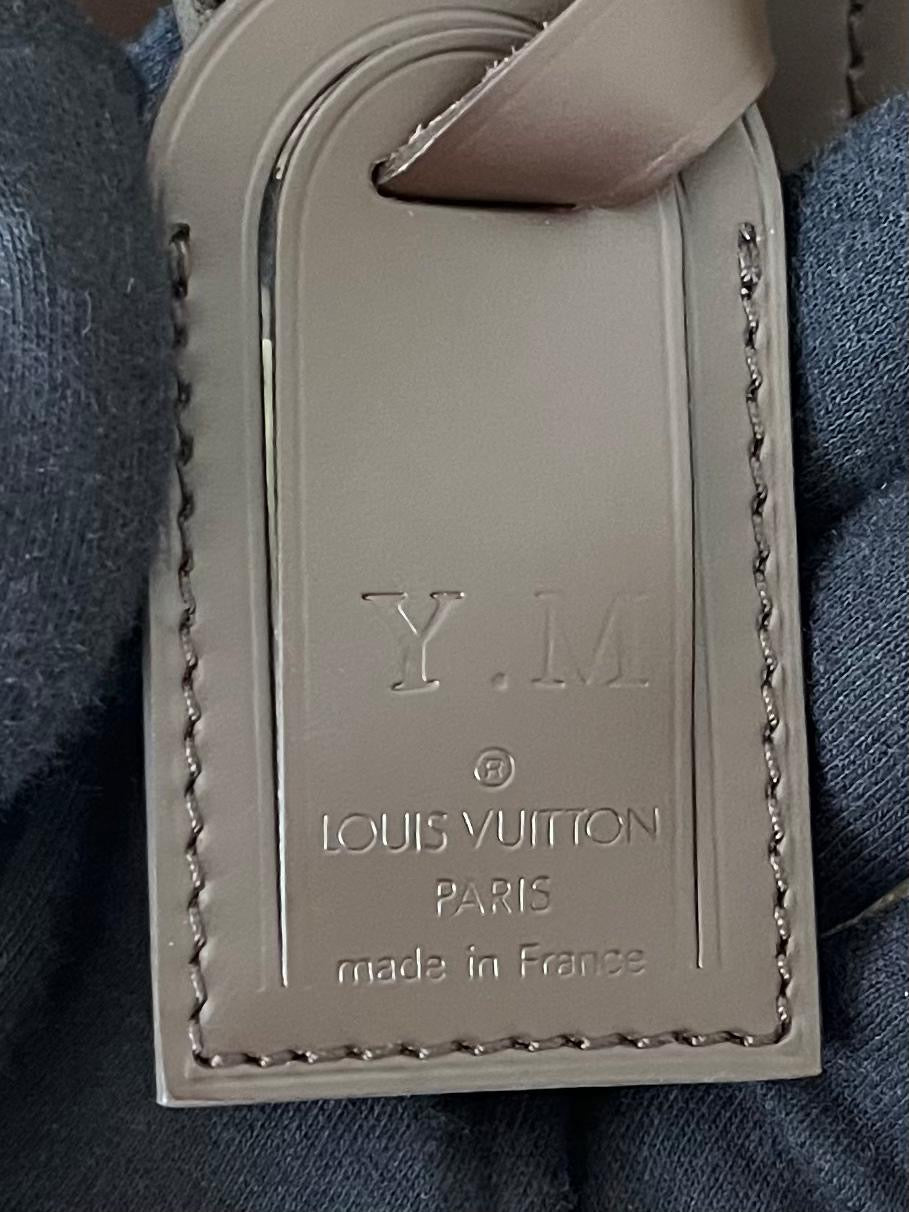 Y.M
®
LOUIS VUITTON
PARIS
made in France